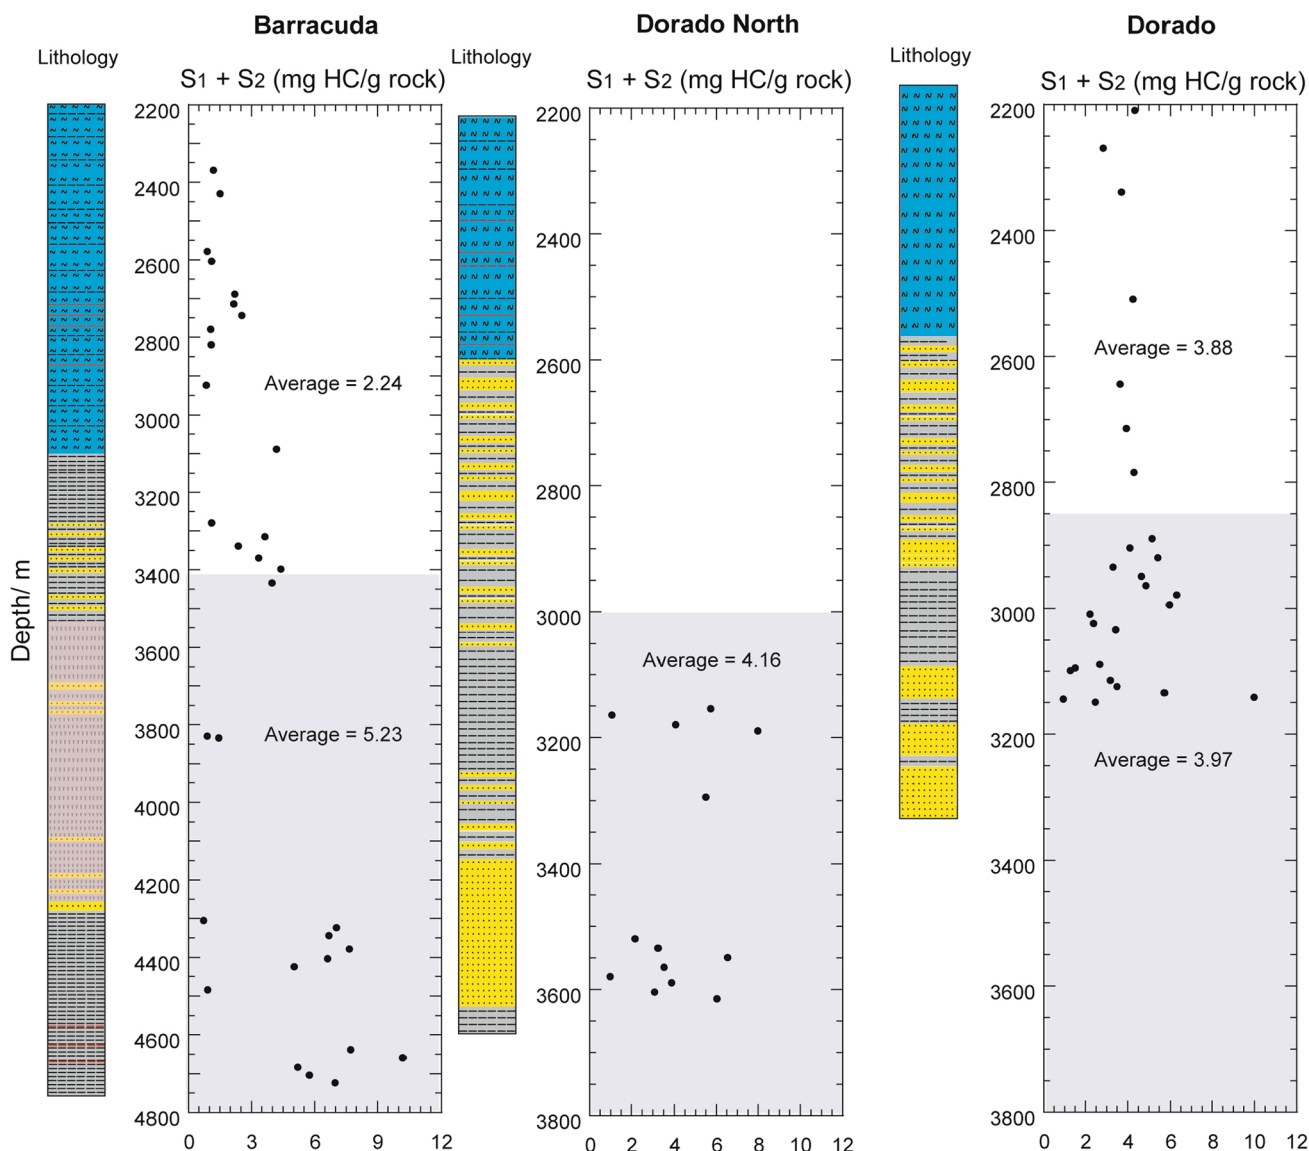 Barracuda
Dorado North
Dorado
Lithology
Lithology
Lithology
S1 + S2 (mg HC/g rock)
S1 + S2 (mg HC/g rock)
S1 + S2 (mg HC/g rock)
Depth/ m
2200
2400
2600
2800
3000
3200
3400
3600
3800
4000
4200
4400
4600
4800
Average = 2.24
Average = 5.23
0 3 6 9 12
2200
2400
2600
2800
3000
3200
3400
3600
3800
Average = 4.16
0 2 4 6 8 10 12
2200
2400
2600
2800
3000
3200
3400
3600
3800
Average = 3.88
Average = 3.97
0 2 4 6 8 10 12